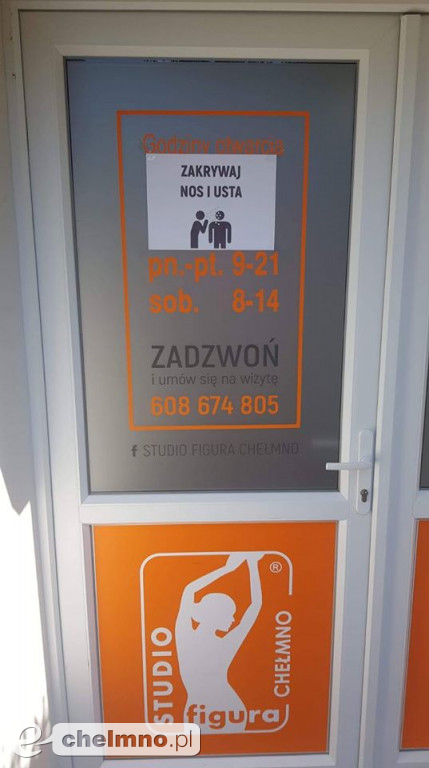 Godziny otwarcia
ZAKRYWAJ
NOS I USTA
pn.-pt. 9-21
sob. 8-14
ZADZWOŃ
i umów się na wizytę
608 674 805
f STUDIO FIGURA CHEŁMNO
STUDIO
figura
CHEŁMNO
®
echelmno.pl